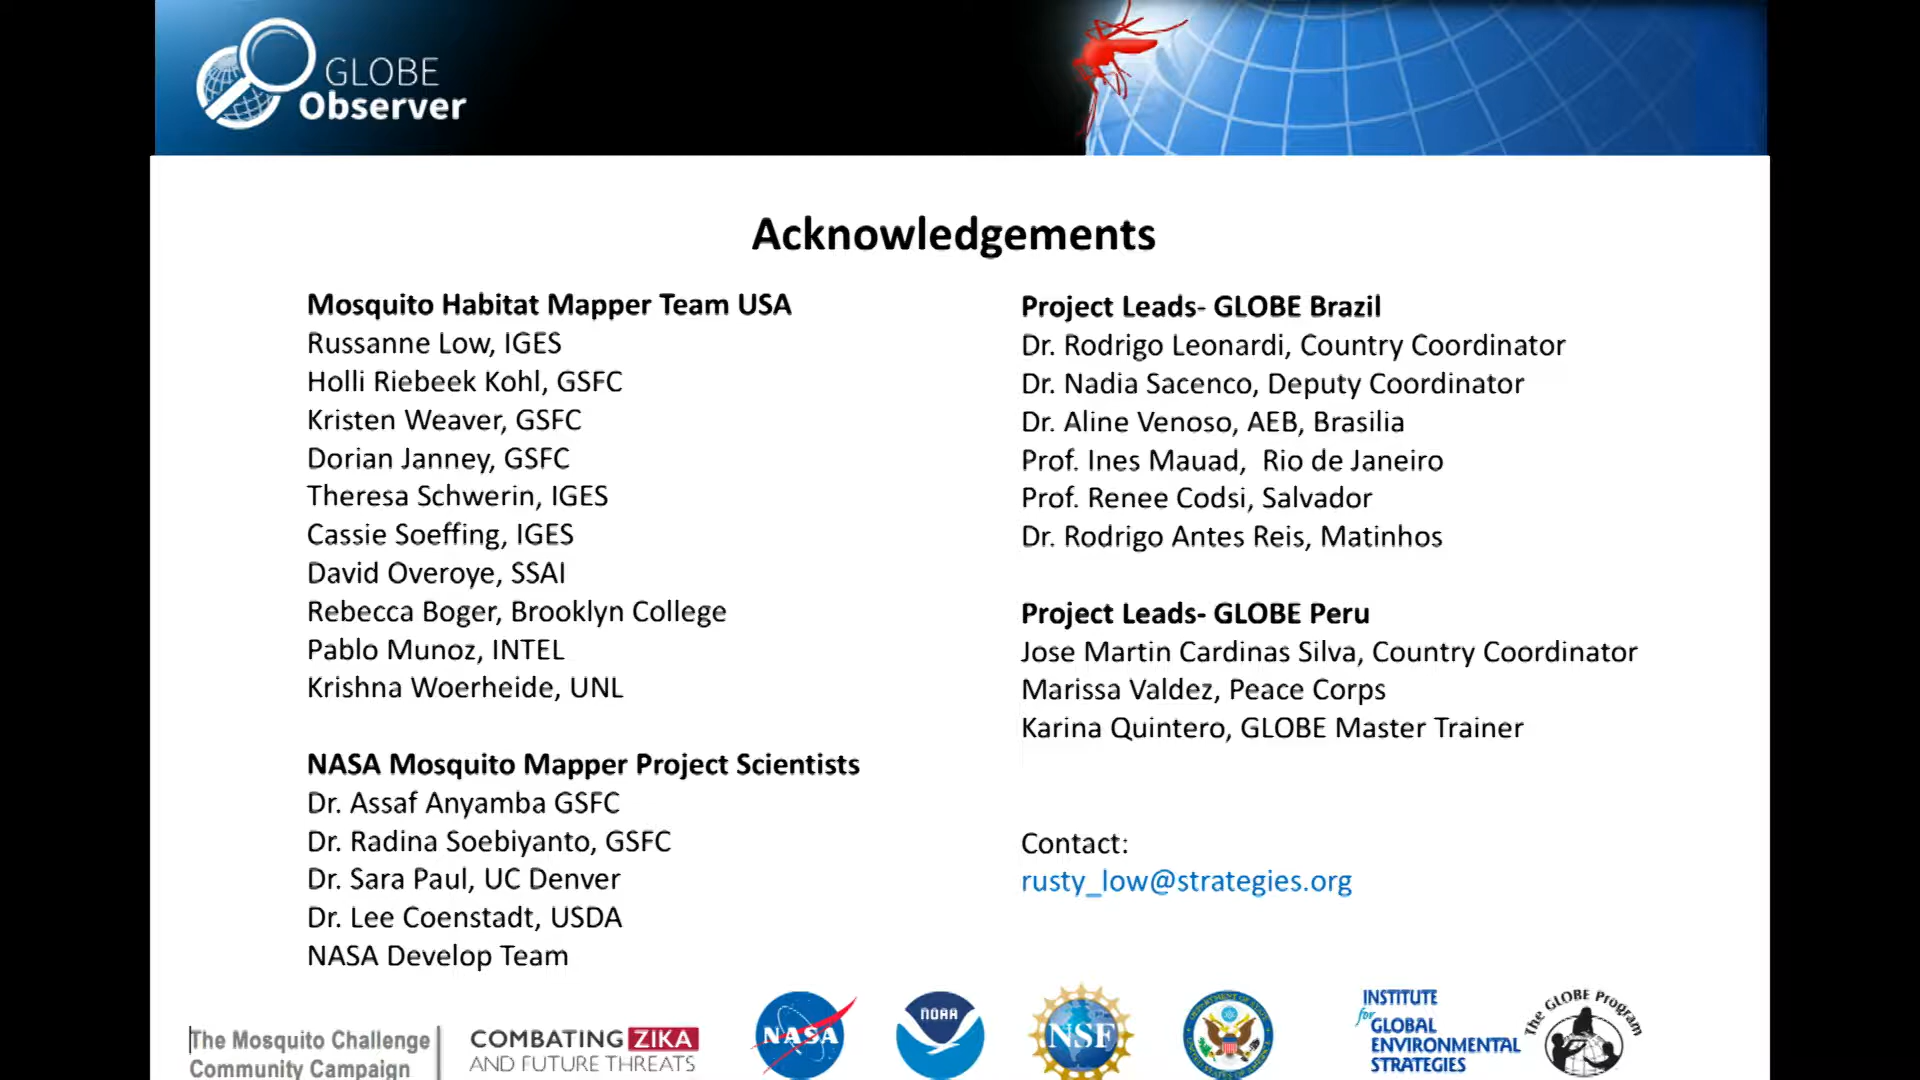 GLOBE
Observer
Acknowledgements
Mosquito Habitat Mapper Team USA
Russanne Low, IGES
Holli Riebeek Kohl, GSFC
Kristen Weaver, GSFC
Dorian Janney, GSFC
Theresa Schwerin, IGES
Cassie Soeffing, IGES
David Overoye, SSAI
Rebecca Boger, Brooklyn College
Pablo Munoz, INTEL
Krishna Woerheide, UNL
NASA Mosquito Mapper Project Scientists
Dr. Assaf Anyamba GSFC
Dr. Radina Soebiyanto, GSFC
Dr. Sara Paul, UC Denver
Dr. Lee Coenstadt, USDA
NASA Develop Team
Project Leads- GLOBE Brazil
Dr. Rodrigo Leonardi, Country Coordinator
Dr. Nadia Sacenco, Deputy Coordinator
Dr. Aline Venoso, AEB, Brasilia
Prof. Ines Mauad,  Rio de Janeiro
Prof. Renee Codsi, Salvador
Dr. Rodrigo Antes Reis, Matinhos
Project Leads- GLOBE Peru
Jose Martin Cardinas Silva, Country Coordinator
Marissa Valdez, Peace Corps
Karina Quintero, GLOBE Master Trainer
Contact:
rusty_low@strategies.org
The Mosquito Challenge
Community Campaign
COMBATING ZIKA
AND FUTURE THREATS
NASA
NOAA
NSF
INSTITUTE
for GLOBAL
ENVIRONMENTAL
STRATEGIES
The GLOBE Program